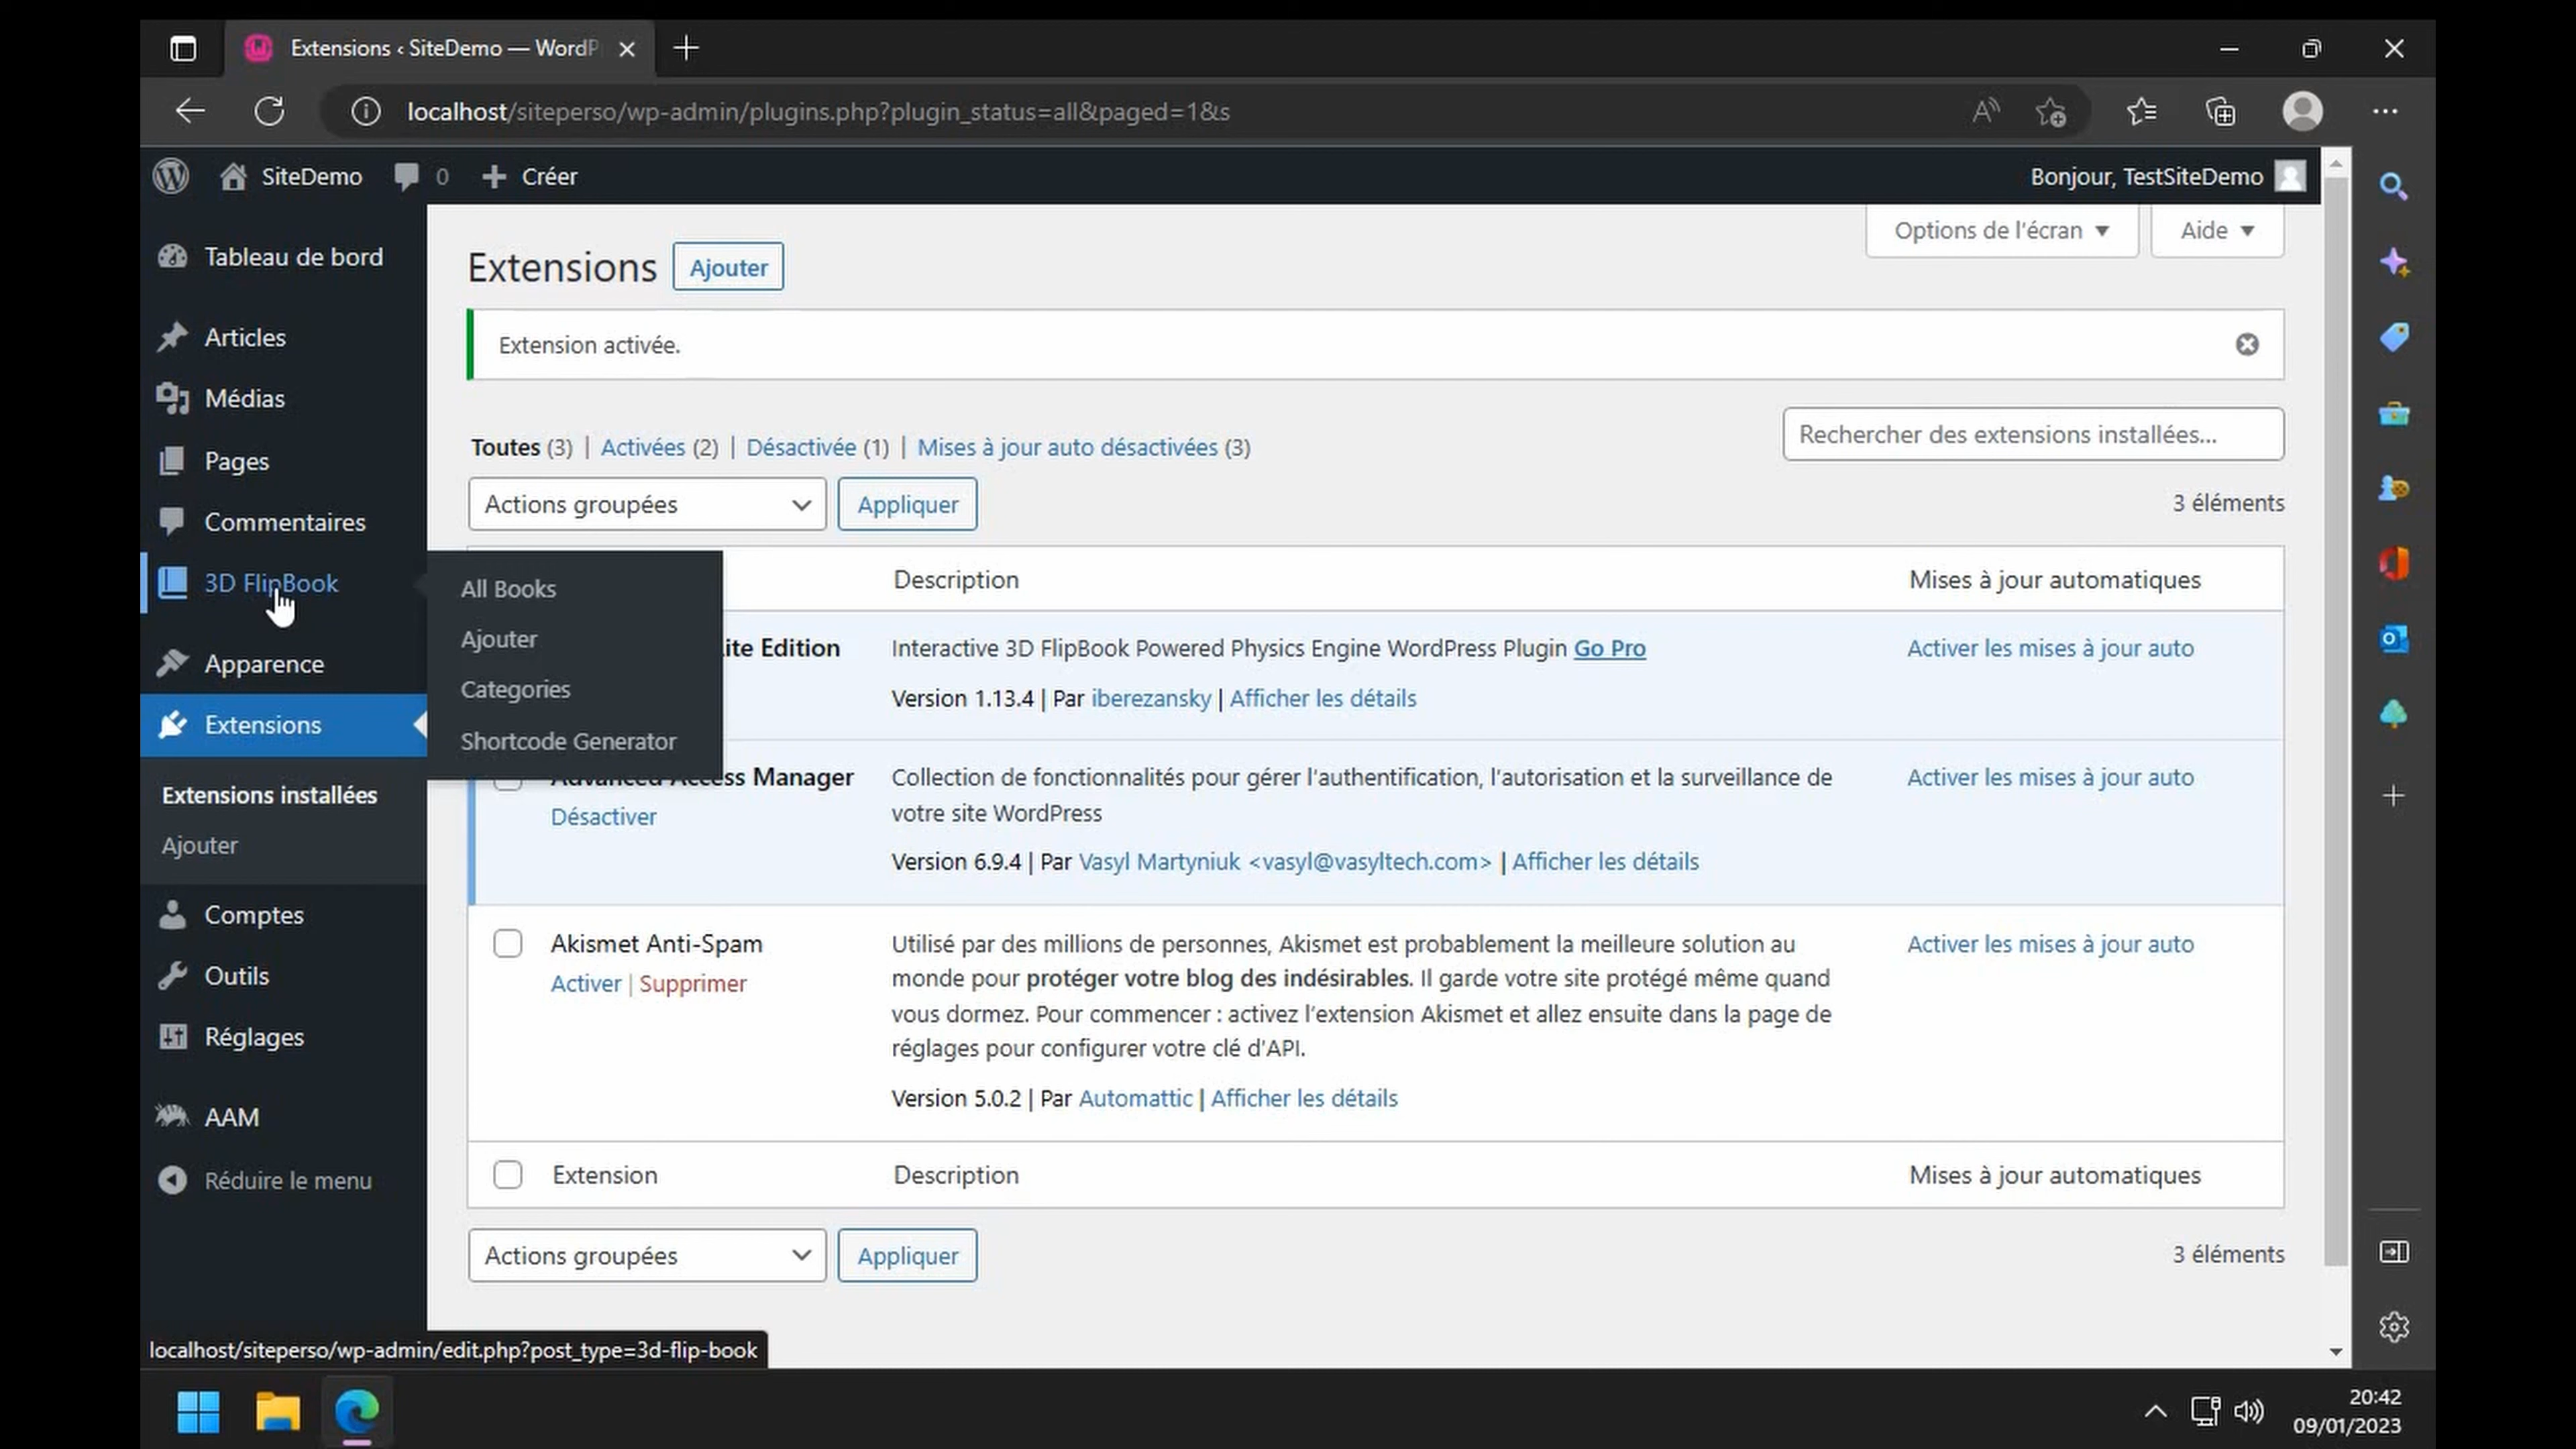 Extensions ‹ SiteDemo — WordP
localhost/siteperso/wp-admin/plugins.php?plugin_status=all&paged=1&s
SiteDemo 0 Créer
Bonjour, TestSiteDemo
Tableau de bord
Articles
Médias
Pages
Commentaires
3D FlipBook
Apparence
Extensions
Extensions installées
Ajouter
Comptes
Outils
Réglages
AAM
Réduire le menu
All Books
Ajouter
Categories
Shortcode Generator
Options de l'écran
Aide
Extensions Ajouter
Extension activée.
Toutes (3) | Activées (2) | Désactivée (1) | Mises à jour auto désactivées (3)
Rechercher des extensions installées...
Actions groupées Appliquer
3 éléments
Description Mises à jour automatiques
Lite Edition
Interactive 3D FlipBook Powered Physics Engine WordPress Plugin Go Pro
Version 1.13.4 | Par iberezansky | Afficher les détails
Activer les mises à jour auto
Advanced Access Manager
Désactiver
Collection de fonctionnalités pour gérer l'authentification, l'autorisation et la surveillance de
votre site WordPress
Version 6.9.4 | Par Vasyl Martyniuk <vasyl@vasyltech.com> | Afficher les détails
Activer les mises à jour auto
Akismet Anti-Spam
Activer | Supprimer
Utilisé par des millions de personnes, Akismet est probablement la meilleure solution au
monde pour protéger votre blog des indésirables. Il garde votre site protégé même quand
vous dormez. Pour commencer : activez l'extension Akismet et allez ensuite dans la page de
réglages pour configurer votre clé d'API.
Version 5.0.2 | Par Automattic | Afficher les détails
Activer les mises à jour auto
Extension Description Mises à jour automatiques
Actions groupées Appliquer
3 éléments
localhost/siteperso/wp-admin/edit.php?post_type=3d-flip-book
20:42
09/01/2023